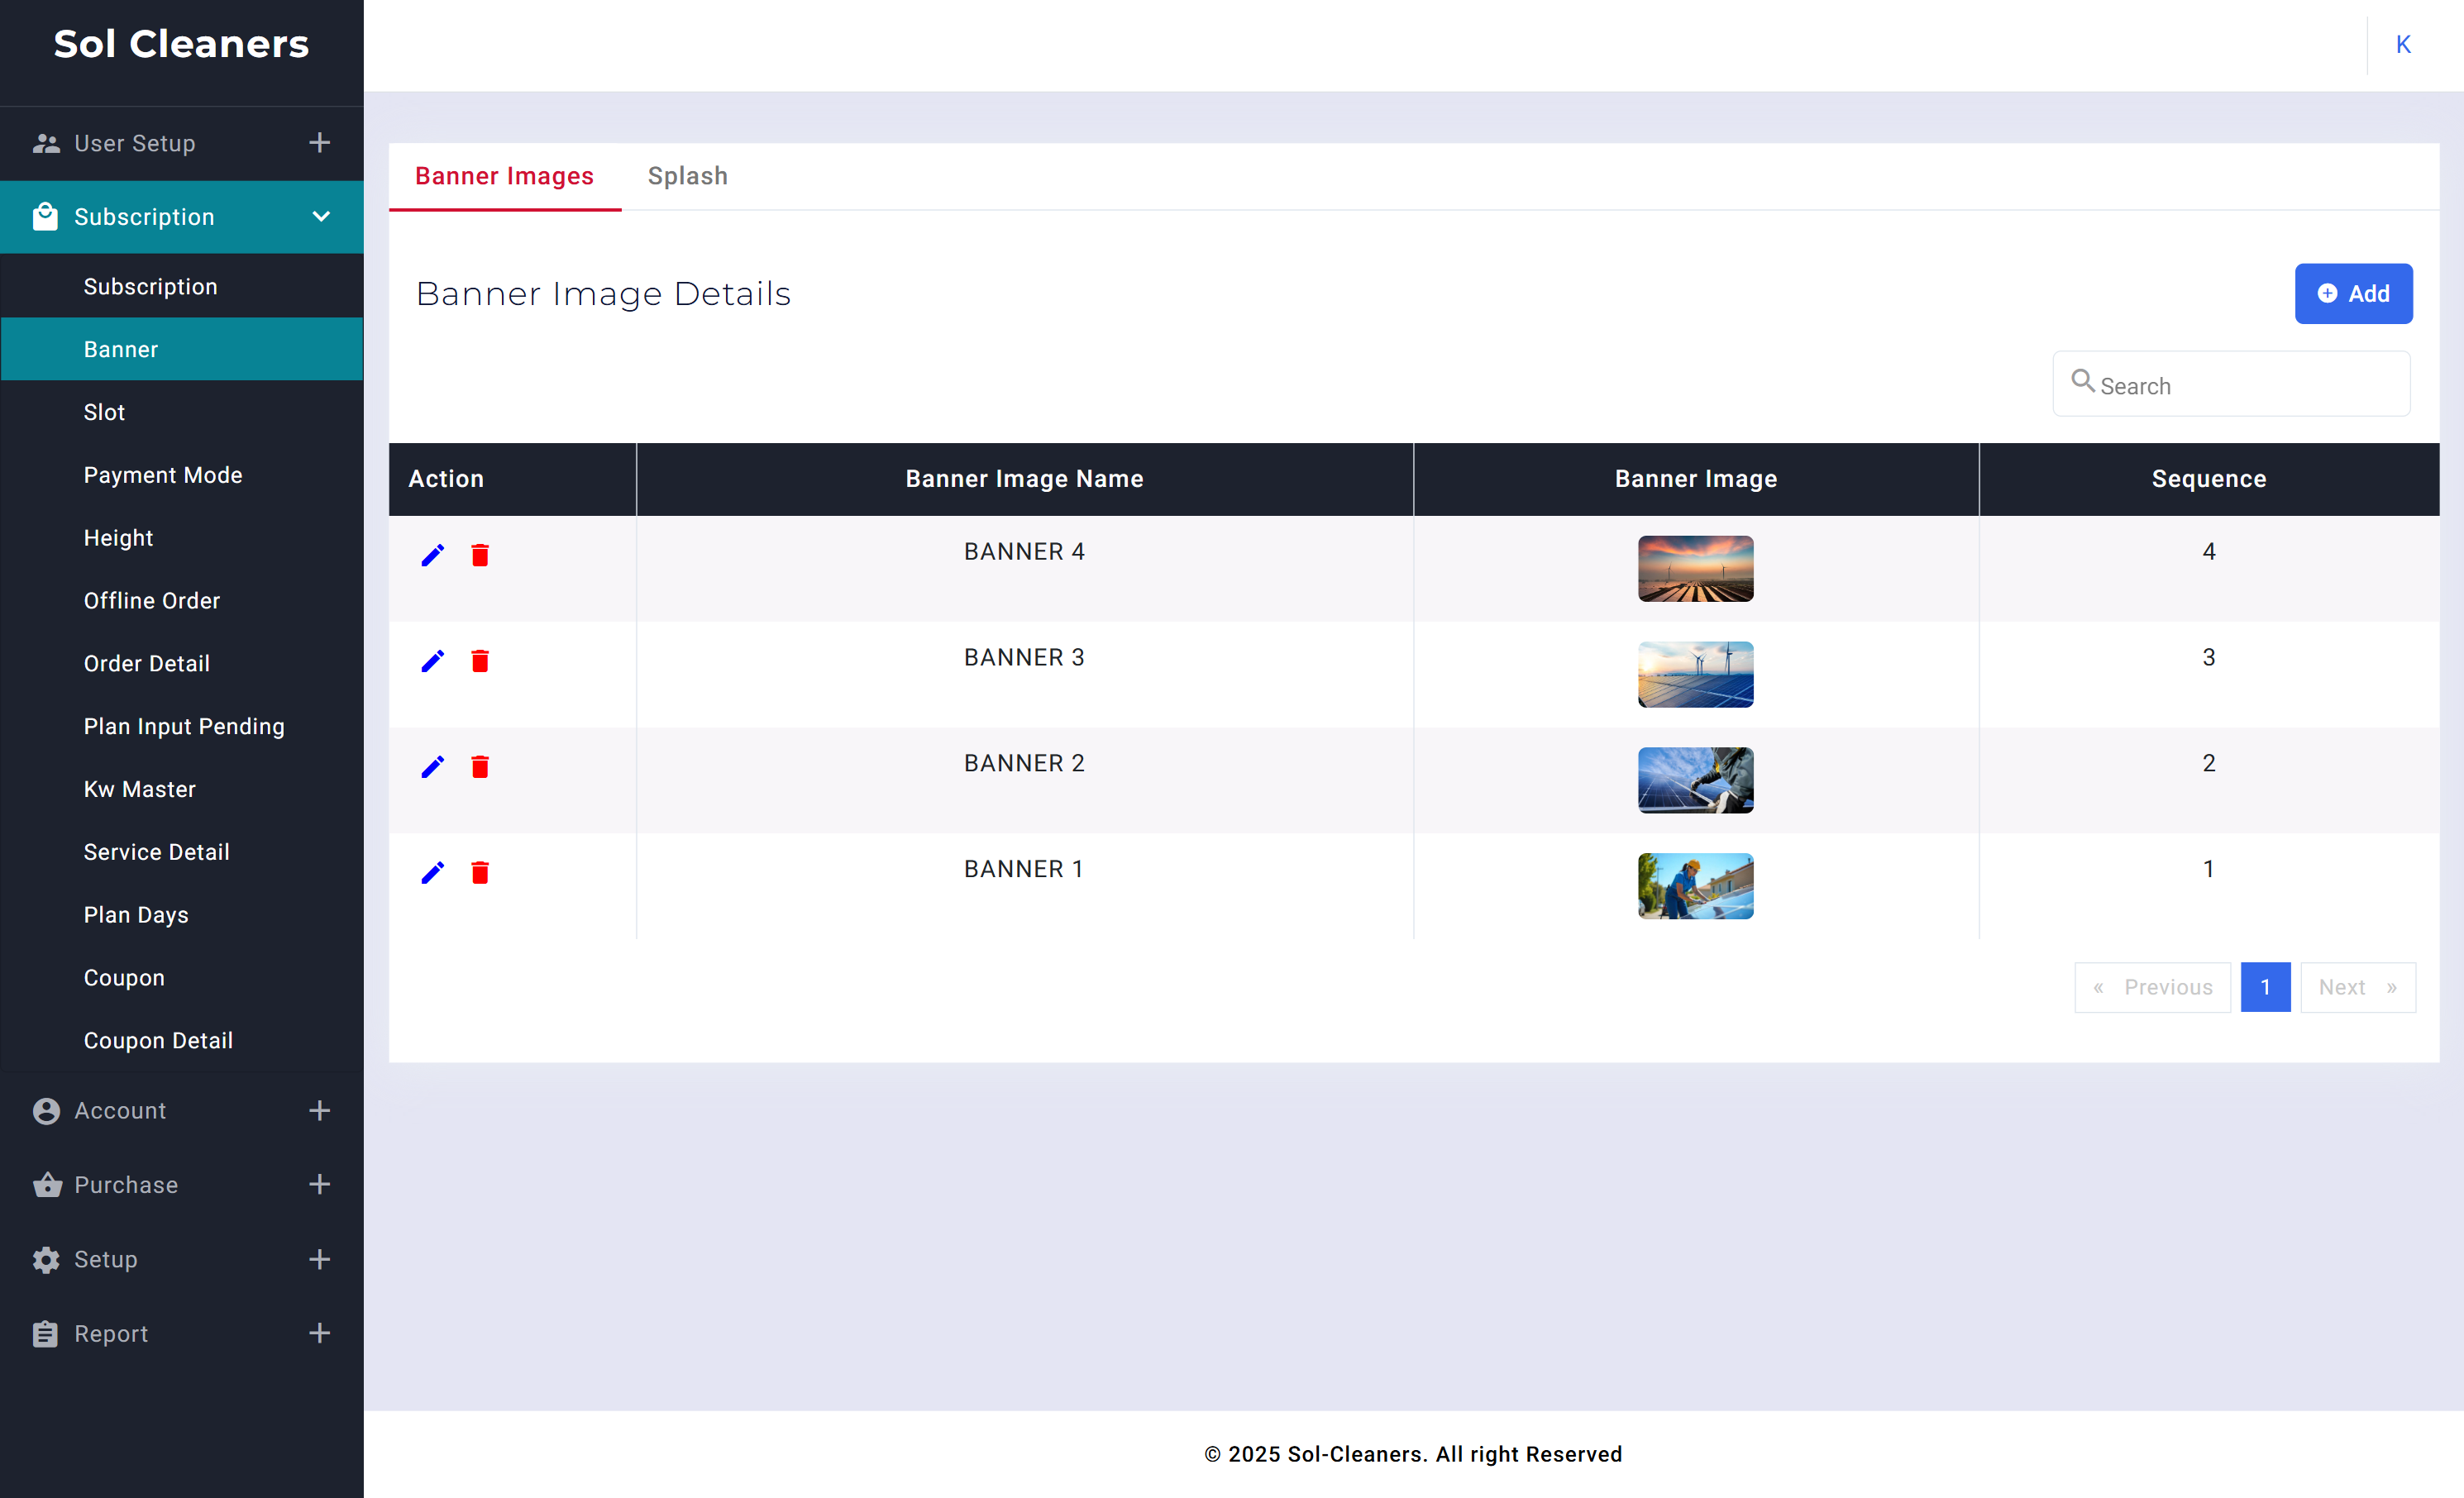 Sol Cleaners
K
User Setup
Subscription
Subscription
Banner
Slot
Payment Mode
Height
Offline Order
Order Detail
Plan Input Pending
Kw Master
Service Detail
Plan Days
Coupon
Coupon Detail
Account
Purchase
Setup
Report
Banner Images Splash
Banner Image Details
Add
Search
Action Banner Image Name Banner Image Sequence
BANNER 4 4
BANNER 3 3
BANNER 2 2
BANNER 1 1
« Previous 1 Next »
© 2025 Sol-Cleaners. All right Reserved